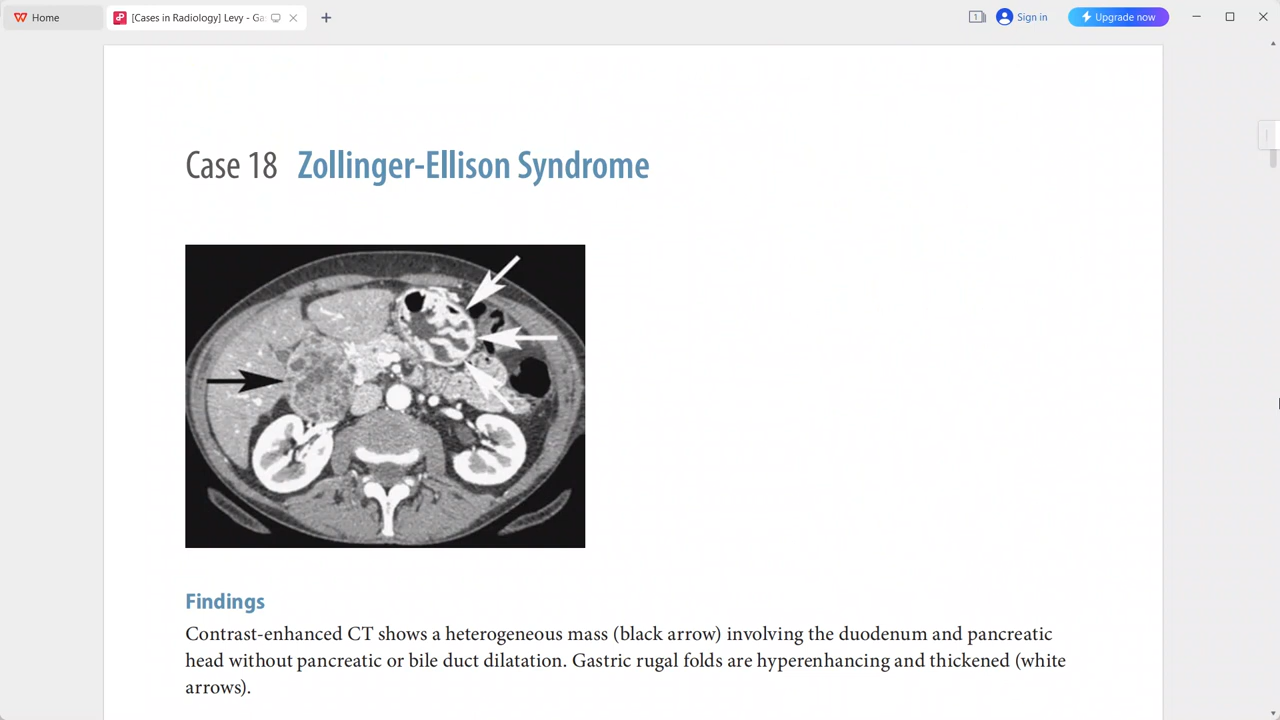 Home
[Cases in Radiology] Levy - Ga
1
Sign in
Upgrade now
Case 18 Zollinger-Ellison Syndrome
Findings
Contrast-enhanced CT shows a heterogeneous mass (black arrow) involving the duodenum and pancreatic
head without pancreatic or bile duct dilatation. Gastric rugal folds are hyperenhancing and thickened (white
arrows).